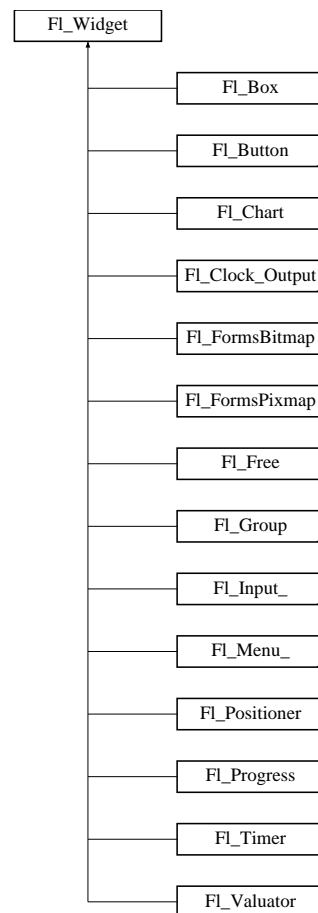 Fl_Widget
Fl_Box
Fl_Button
Fl_Chart
Fl_Clock_Output
Fl_FormsBitmap
Fl_FormsPixmap
Fl_Free
Fl_Group
Fl_Input_
Fl_Menu_
Fl_Positioner
Fl_Progress
Fl_Timer
Fl_Valuator